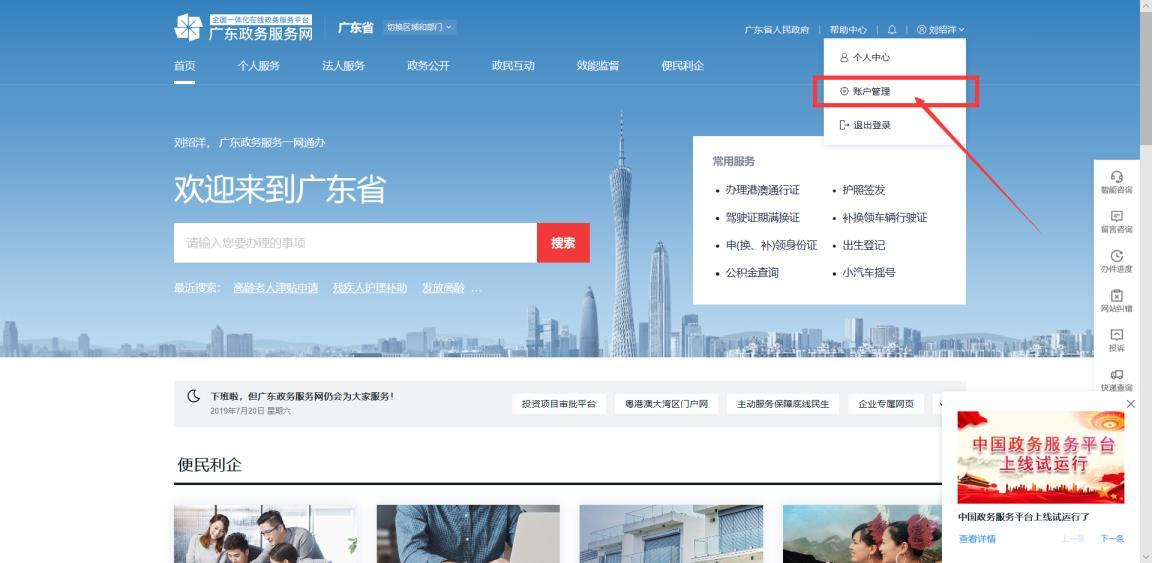 全国一体化在线政务服务平台
广东政务服务网
广东省
切换区域和部门
广东省人民政府
帮助中心
刘绍洋
首页
个人服务
法人服务
政务公开
政民互动
效能监督
便民利企
个人中心
账户管理
退出登录
刘绍洋，广东政务服务一网通办
欢迎来到广东省
请输入您要办理的事项
搜索
最近搜索：
高龄老人津贴申请
残疾人护理补助
发放高龄 ...
常用服务
• 办理港澳通行证
• 护照签发
• 驾驶证期满换证
• 补换领车辆行驶证
• 申(换、补)领身份证
• 出生登记
• 公积金查询
• 小汽车摇号
智能咨询
留言咨询
办件进度
网站纠错
投诉
快递查询
下班啦，但广东政务服务网仍会为大家服务！
2019年7月20日 星期六
投资项目审批平台
粤港澳大湾区门户网
主动服务保障底线民生
企业专属网页
便民利企
中国政务服务平台
上线试运行
中国政务服务平台上线试运行了
查看详情
上一条
下一条